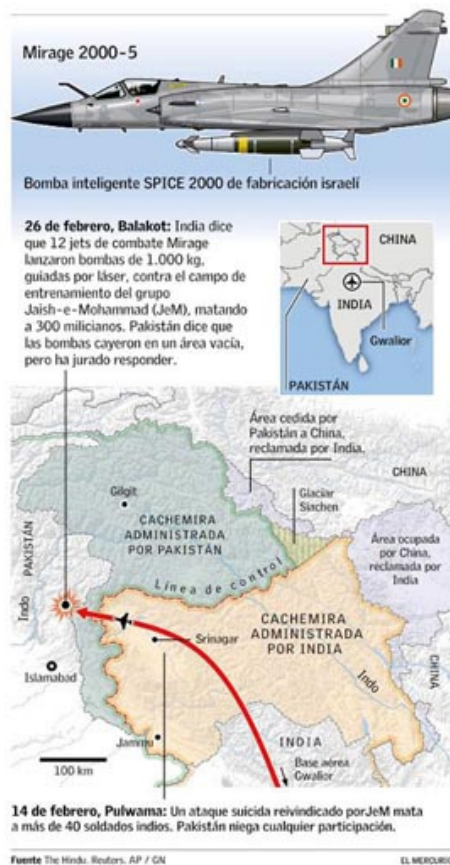 Mirage 2000-5
Bomba inteligente SPICE 2000 de fabricación israelí
26 de febrero, Balakot: India dice
que 12 jets de combate Mirage
lanzaron bombas de 1.000 kg,
guiadas por láser, contra el campo de
entrenamiento del grupo
Jaish-e-Mohammad (JeM), matando
a 300 milicianos. Pakistán dice que
las bombas cayeron en un área vacía,
pero ha jurado responder.
CHINA
INDIA
Gwalior
PAKISTÁN
Área cedida por
Pakistán a China,
reclamada por India.
CHINA
Gilgit
Glaciar
Siachen
CACHEMIRA
ADMINISTRADA
POR PAKISTÁN
Área ocupada
por China,
reclamada por
India
PAKISTÁN
Línea de control
Indo
CACHEMIRA
ADMINISTRADA
POR INDIA
Srinagar
Islamabad
Indo
CHINA
Jammu
INDIA
Base aérea
Gwalior
100 km
14 de febrero, Pulwama: Un ataque suicida reivindicado porJeM mata
a más de 40 soldados indios. Pakistán niega cualquier participación.
Fuente The Hindu. Reuters. AP / GN
EL MERCURIO